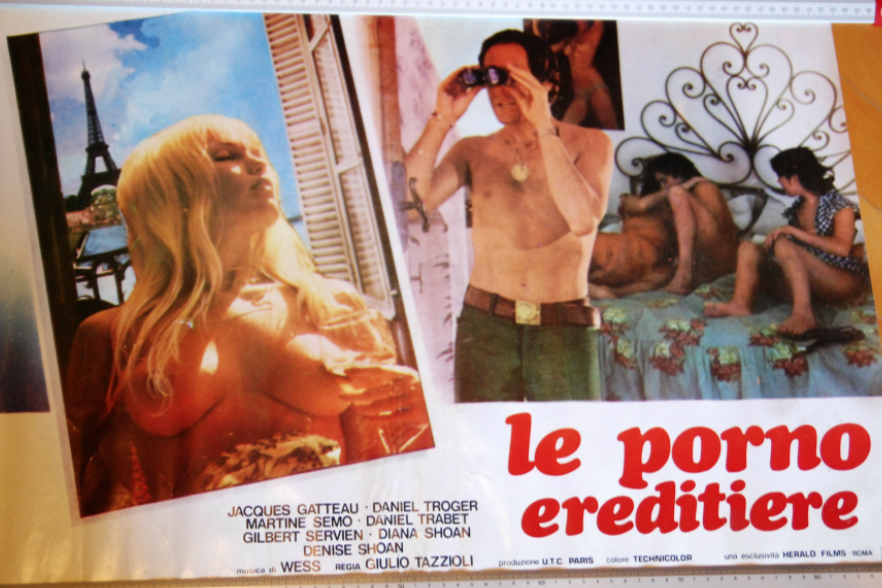 le porno
ereditiere
JACQUES GATTEAU · DANIEL TROGER
MARTINE SEMO · DANIEL TRABET
GILBERT SERVIEN · DIANA SHOAN
DENISE SHOAN
musica di WESS REGIA GIULIO TAZZIOLI
produzione U.T.C. PARIS colore TECHNICOLOR una esclusività HERALD FILMS · ROMA